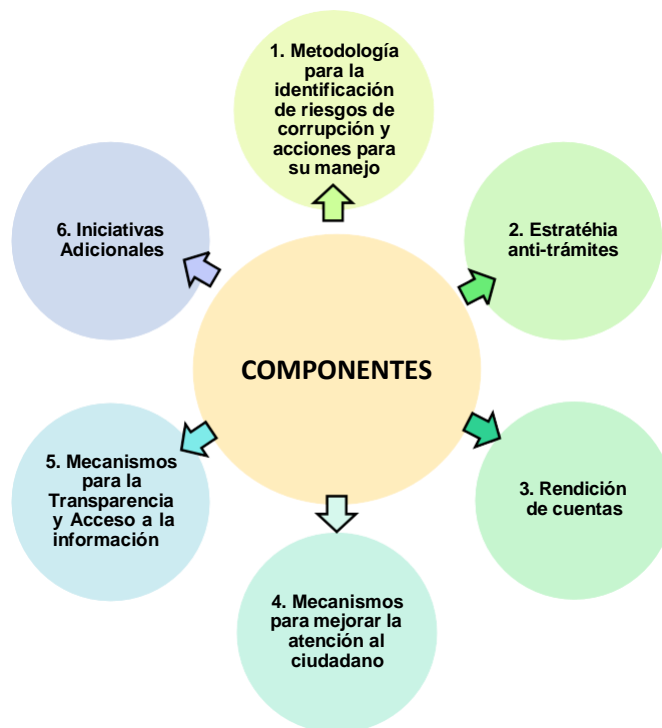 1. Metodología
para la
identificación
de riesgos de
corrupción y
acciones para
su manejo
2. Estratéhia
anti-trámites
3. Rendición
de cuentas
4. Mecanismos
para mejorar la
atención al
ciudadano
5. Mecanismos
para la
Transparencia
y Acceso a la
información
6. Iniciativas
Adicionales
COMPONENTES